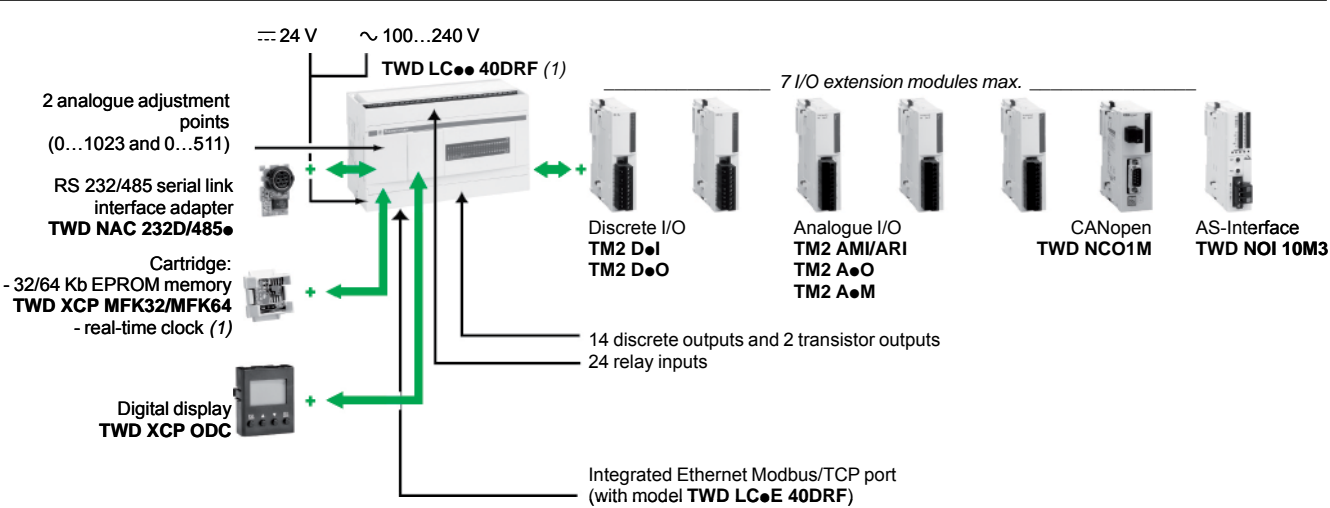 ⎓ 24 V
∿ 100…240 V
TWD LC●● 40DRF (1)
7 I/O extension modules max.
2 analogue adjustment
points
(0…1023 and 0…511)
RS 232/485 serial link
interface adapter
TWD NAC 232D/485●
Cartridge:
- 32/64 Kb EPROM memory
TWD XCP MFK32/MFK64
- real-time clock (1)
Digital display
TWD XCP ODC
Discrete I/O
TM2 D●I
TM2 D●O
Analogue I/O
TM2 AMI/ARI
TM2 A●O
TM2 A●M
CANopen
TWD NCO1M
AS-Interface
TWD NOI 10M3
14 discrete outputs and 2 transistor outputs
24 relay inputs
Integrated Ethernet Modbus/TCP port
(with model TWD LC●E 40DRF)